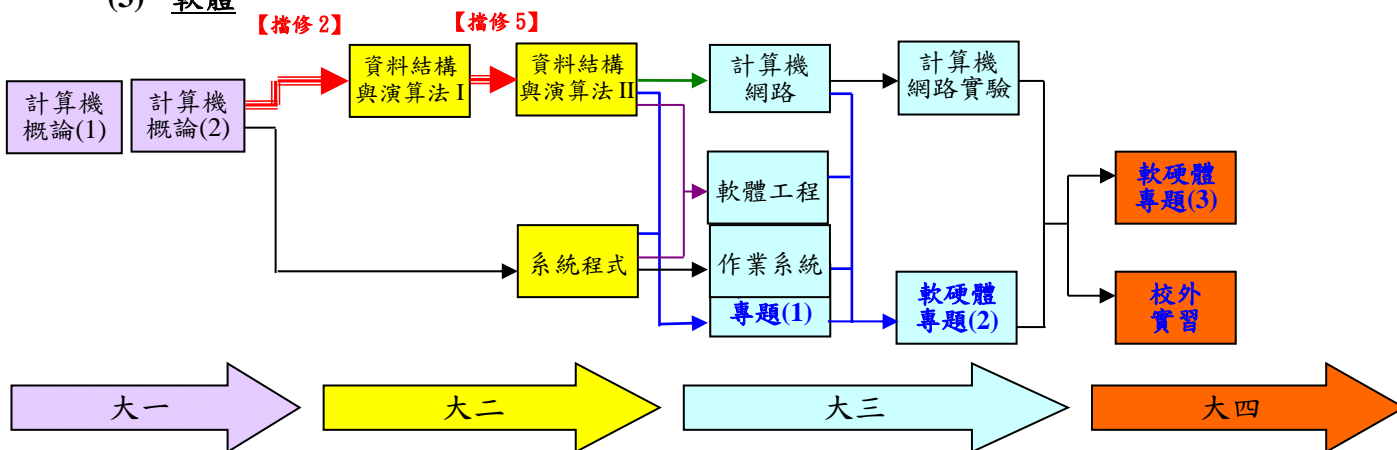 (3) 軟體
【擋修 2】
【擋修 5】
計算機
概論(1)
計算機
概論(2)
資料結構
與演算法 I
資料結構
與演算法 II
計算機
網路
計算機
網路實驗
軟體工程
系統程式
作業系統
專題(1)
軟硬體
專題(2)
軟硬體
專題(3)
校外
實習
大一
大二
大三
大四